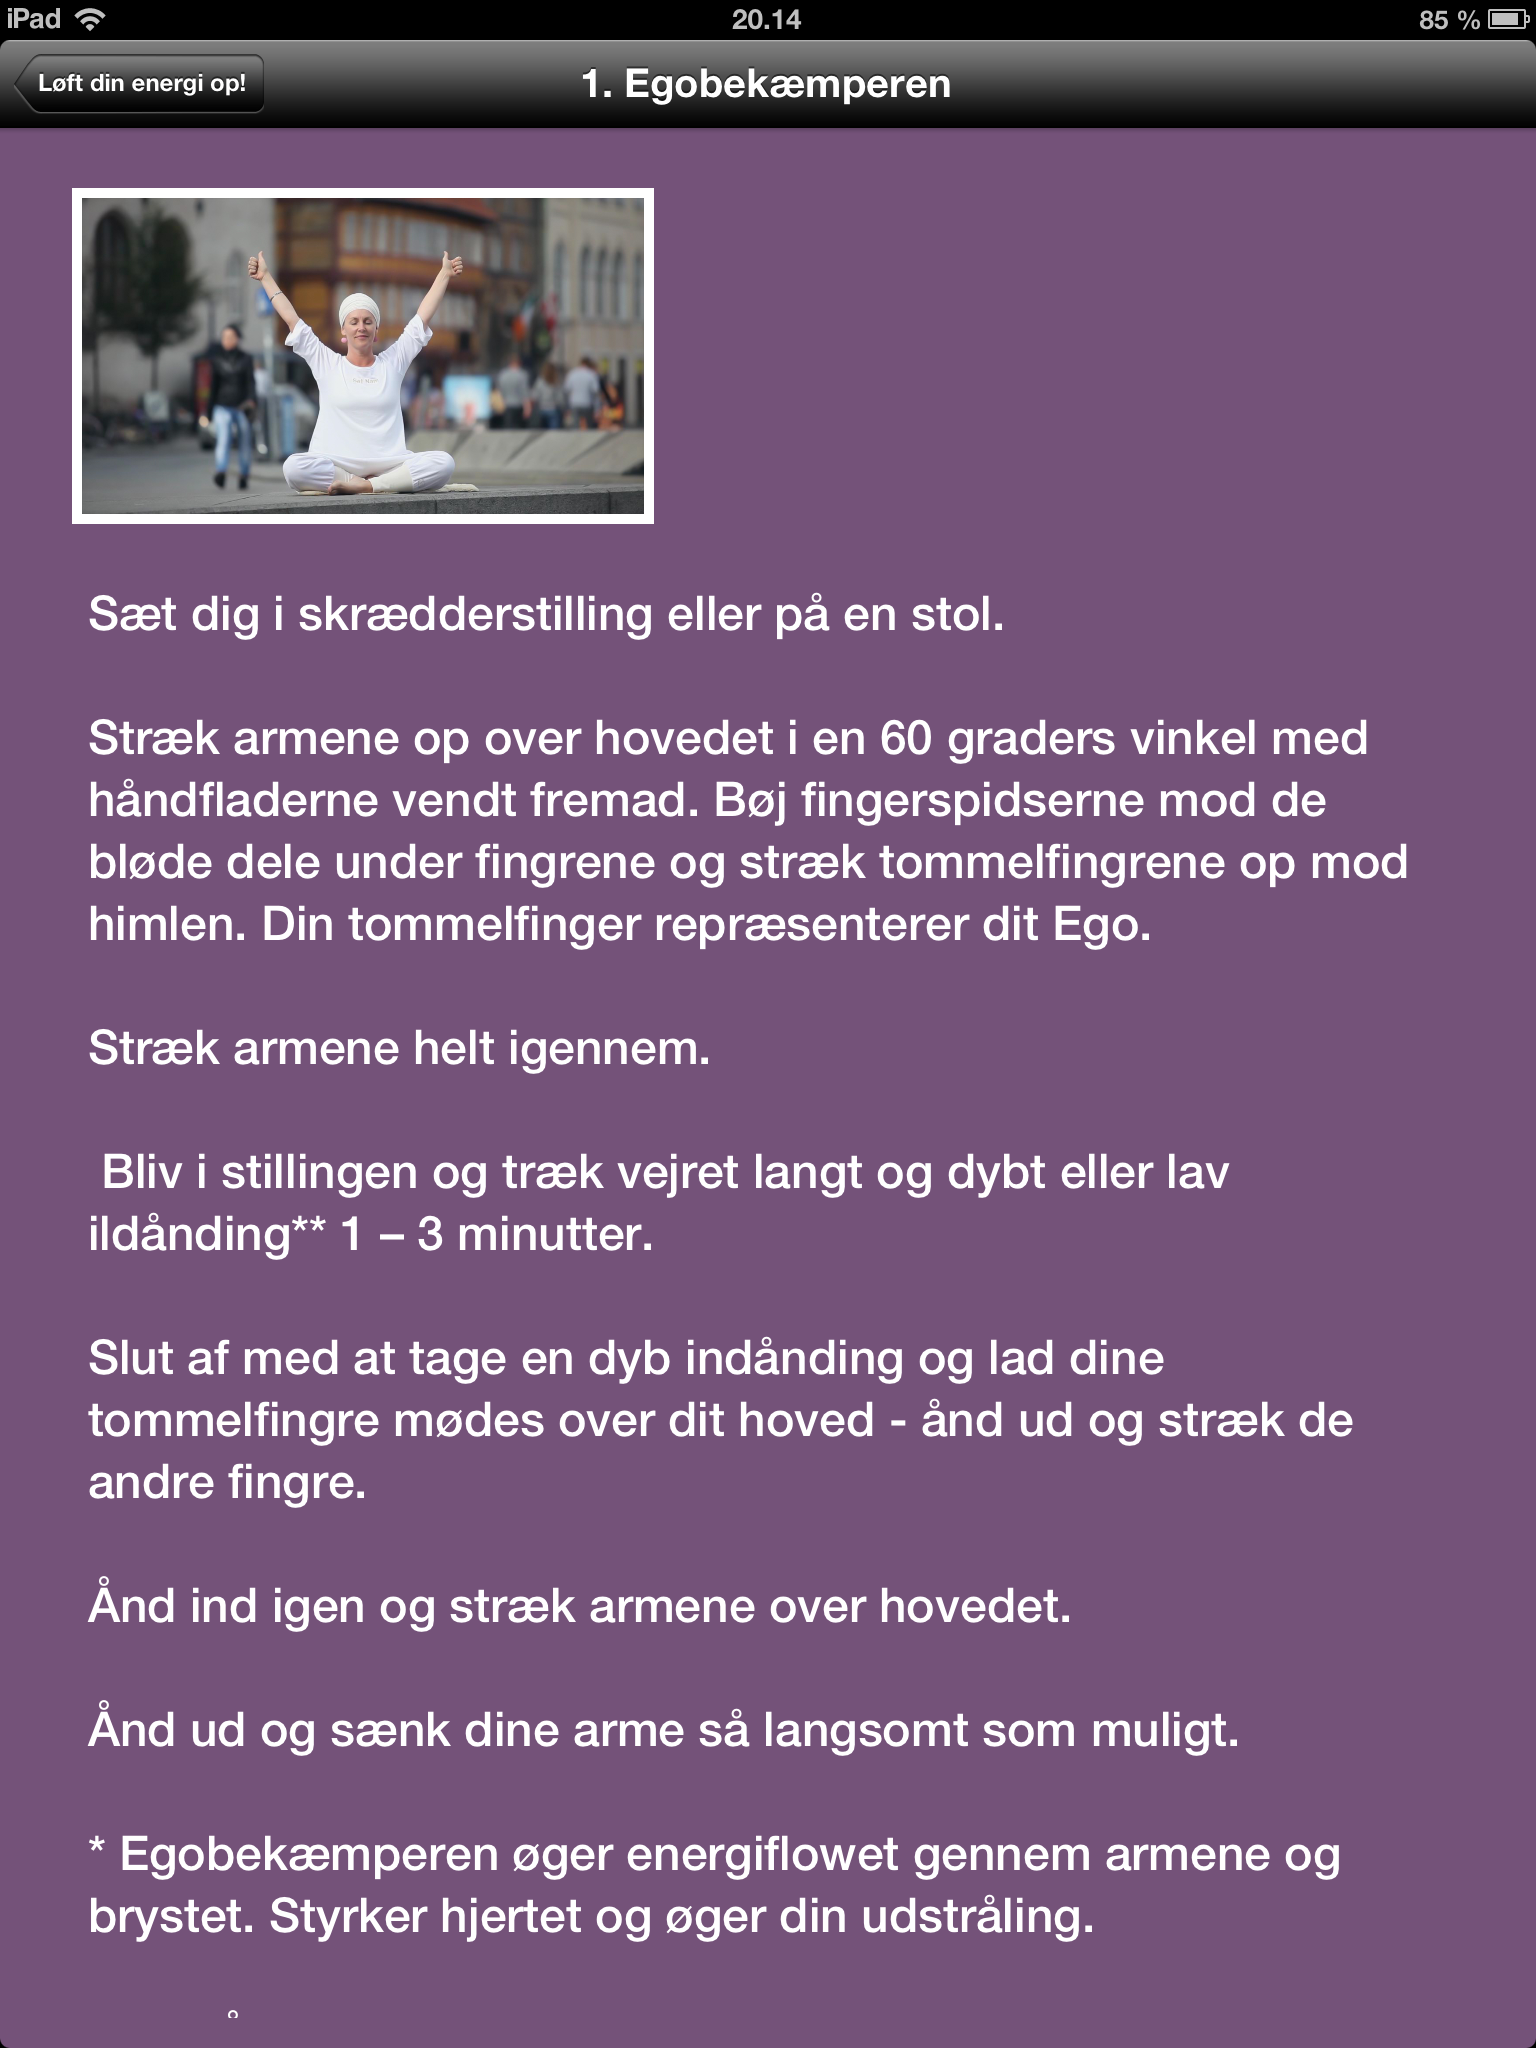 iPad 20.14 85 %
Løft din energi op! 1. Egobekæmperen
Sæt dig i skrædderstilling eller på en stol.
Stræk armene op over hovedet i en 60 graders vinkel med
håndfladerne vendt fremad. Bøj fingerspidserne mod de
bløde dele under fingrene og stræk tommelfingrene op mod
himlen. Din tommelfinger repræsenterer dit Ego.
Stræk armene helt igennem.
Bliv i stillingen og træk vejret langt og dybt eller lav
ildånding** 1 – 3 minutter.
Slut af med at tage en dyb indånding og lad dine
tommelfingre mødes over dit hoved - ånd ud og stræk de
andre fingre.
Ånd ind igen og stræk armene over hovedet.
Ånd ud og sænk dine arme så langsomt som muligt.
* Egobekæmperen øger energiflowet gennem armene og
brystet. Styrker hjertet og øger din udstråling.